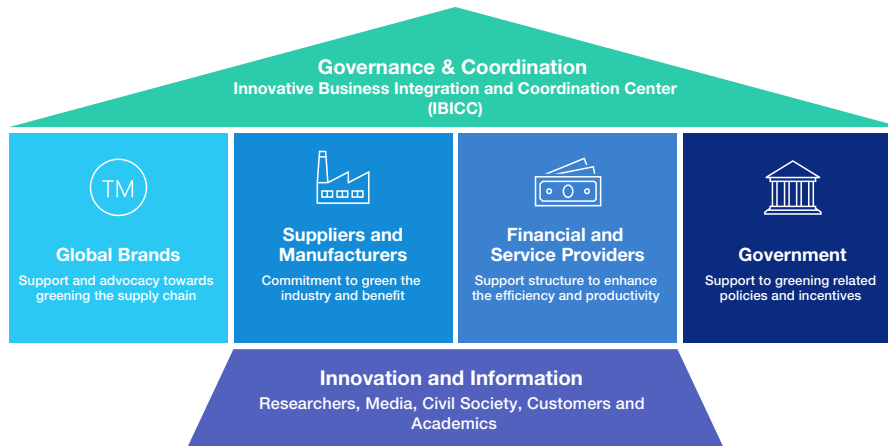 Governance & Coordination
Innovative Business Integration and Coordination Center
(IBICC)
TM
Global Brands
Support and advocacy towards
greening the supply chain
Suppliers and
Manufacturers
Commitment to green the
industry and benefit
Financial and
Service Providers
Support structure to enhance
the efficiency and productivity
Government
Support to greening related
policies and incentives
Innovation and Information
Researchers, Media, Civil Society, Customers and
Academics